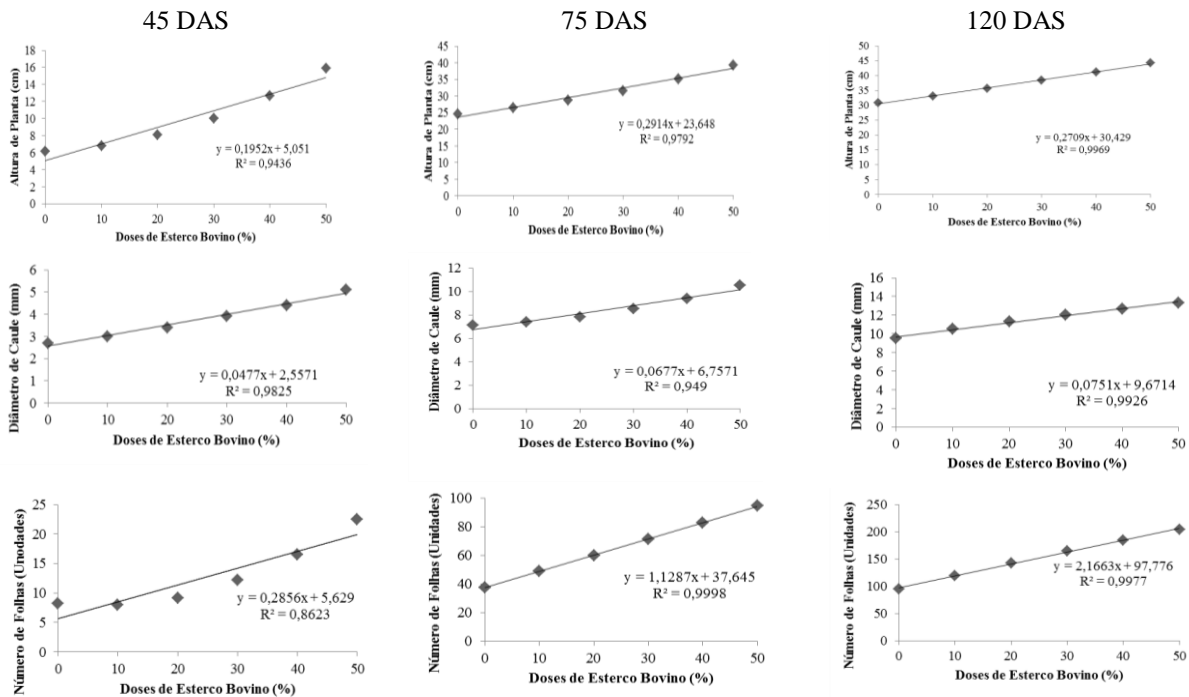 45 DAS
75 DAS
120 DAS
Altura de Planta (cm)
18
16
14
12
10
8
6
4
2
0
y = 0,1952x + 5,051
R² = 0,9436
0 10 20 30 40 50
Doses de Esterco Bovino (%)
Altura de Planta (cm)
45
40
35
30
25
20
15
10
5
0
y = 0,2914x + 23,648
R² = 0,9792
0 10 20 30 40 50
Doses de Esterco Bovino (%)
Altura de Planta (cm)
50
45
40
35
30
25
20
15
10
5
0
y = 0,2709x + 30,429
R² = 0,9969
0 10 20 30 40 50
Doses de Esterco Bovino (%)
Diâmetro de Caule (mm)
6
5
4
3
2
1
0
y = 0,0477x + 2,5571
R² = 0,9825
0 10 20 30 40 50
Doses de Esterco Bovino (%)
Diâmetro de Caule (mm)
12
10
8
6
4
2
0
y = 0,0677x + 6,7571
R² = 0,949
0 10 20 30 40 50
Doses de Esterco Bovino (%)
Diâmetro de Caule (mm)
16
14
12
10
8
6
4
2
0
y = 0,0751x + 9,6714
R² = 0,9926
0 10 20 30 40 50
Doses de Esterco Bovino (%)
Número de Folhas (Unodades)
25
20
15
10
5
0
y = 0,2856x + 5,629
R² = 0,8623
0 10 20 30 40 50
Doses de Esterco Bovino (%)
Número de Folhas (Unidades)
100
80
60
40
20
0
y = 1,1287x + 37,645
R² = 0,9998
0 10 20 30 40 50
Doses de Esterco Bovino (%)
Número de Folhas (Unidades)
250
200
150
100
50
0
y = 2,1663x + 97,776
R² = 0,9977
0 10 20 30 40 50
Doses de Esterco Bovino (%)